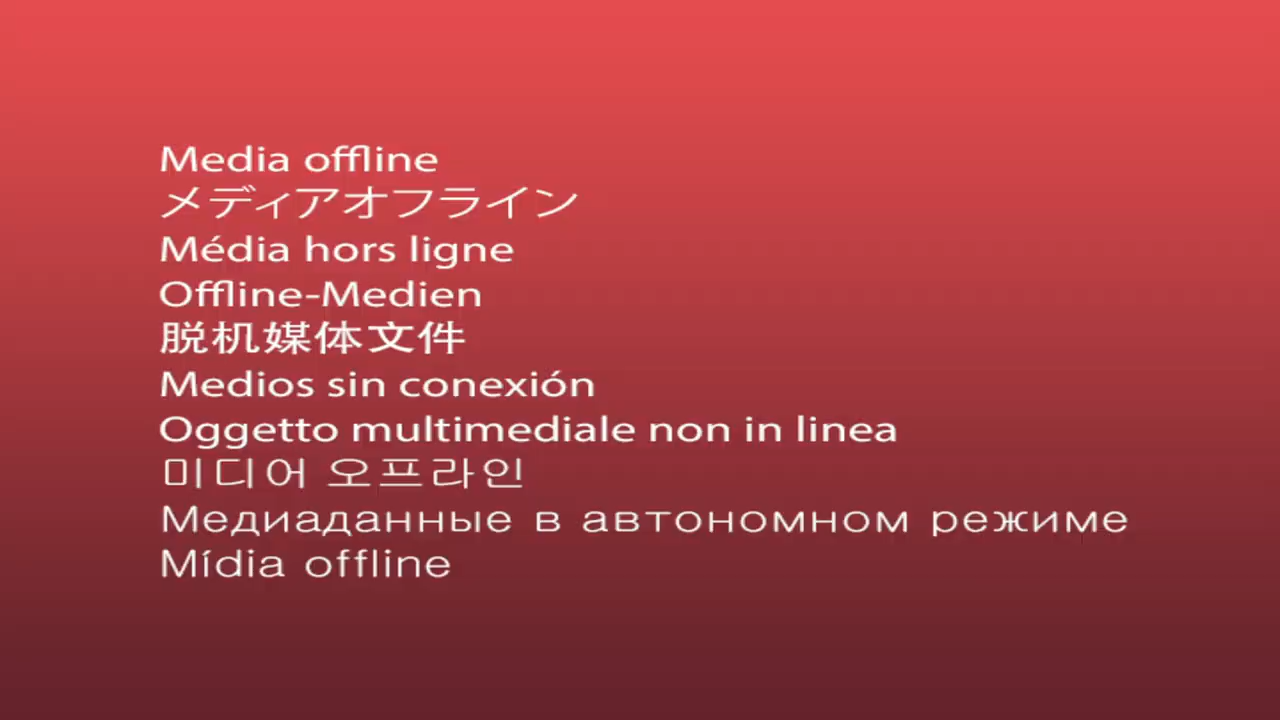 Media offline
メディアオフライン
Média hors ligne
Offline-Medien
脱机媒体文件
Medios sin conexión
Oggetto multimediale non in linea
미디어 오프라인
Медиаданные в автономном режиме
Mídia offline